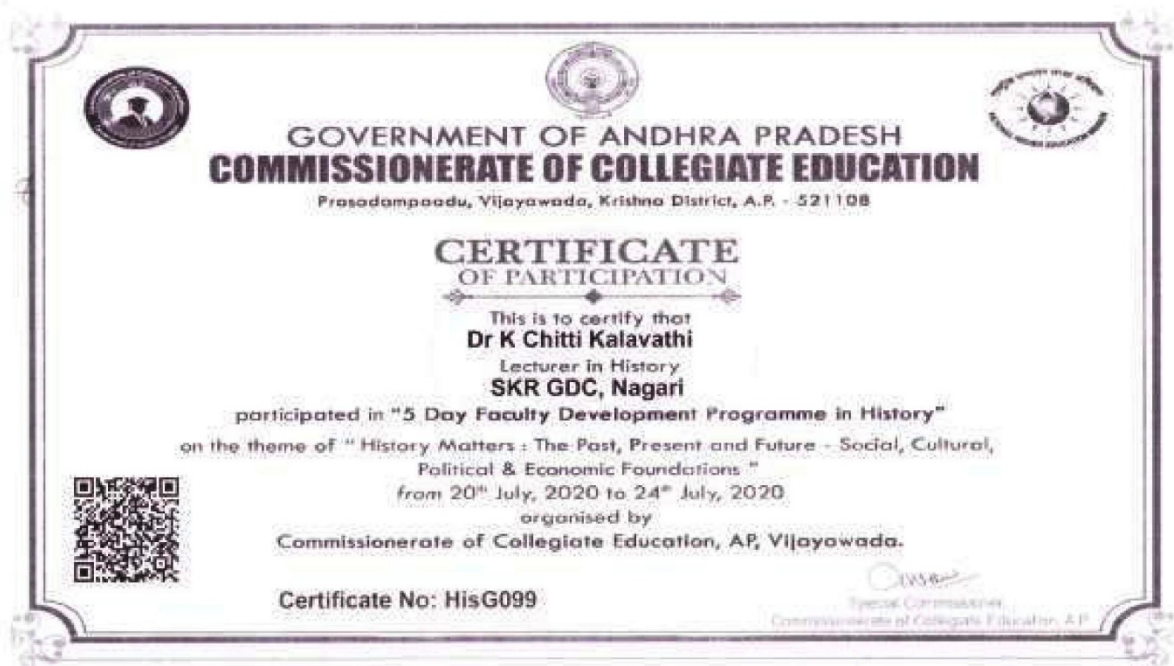 GOVERNMENT OF ANDHRA PRADESH
COMMISSIONERATE OF COLLEGIATE EDUCATION
Prasadampaadu, Vijayawada, Krishna District, A.P. - 521108
CERTIFICATE
OF PARTICIPATION
This is to certify that
Dr K Chitti Kalavathi
Lecturer in History
SKR GDC, Nagari
participated in "5 Day Faculty Development Programme in History"
on the theme of " History Matters : The Past, Present and Future - Social, Cultural,
Political & Economic Foundations "
from 20th July, 2020 to 24th July, 2020
organised by
Commissionerate of Collegiate Education, AP, Vijayawada.
Certificate No: HisG099
Special Commissioner
Commissionerate of Collegiate Education, A.P